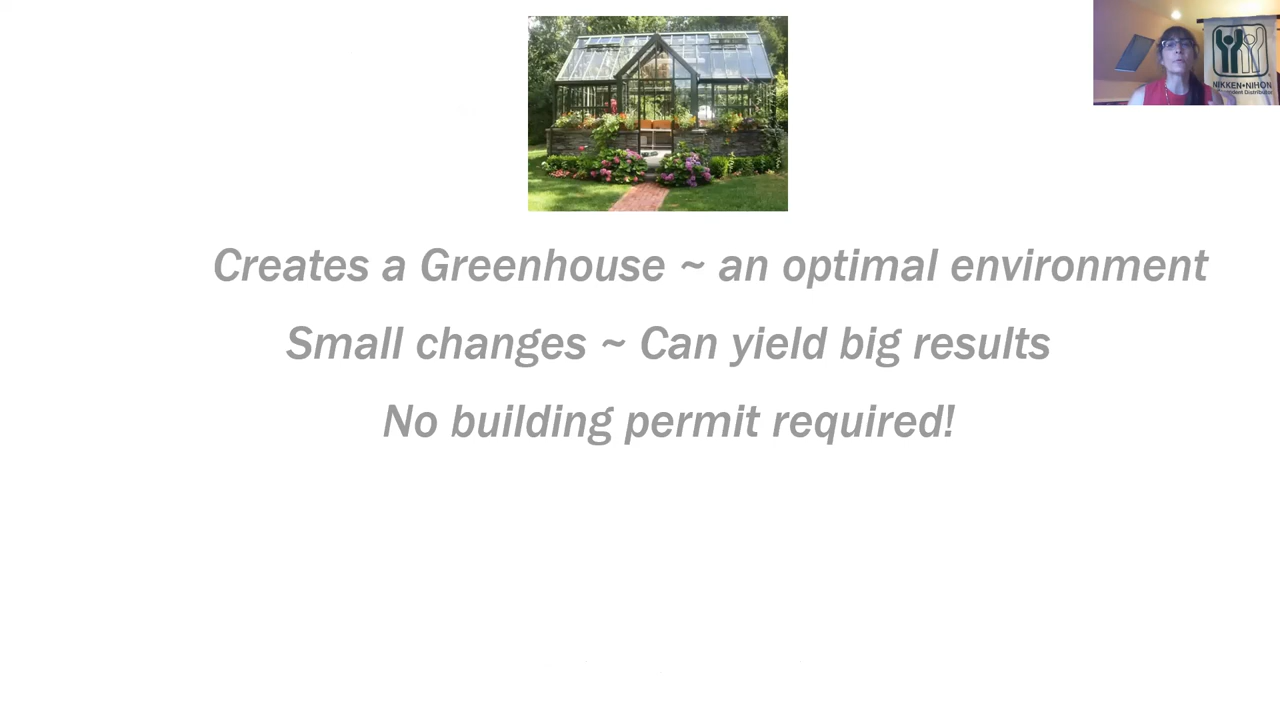 NIKKEN•NIHON
Creates a Greenhouse ~ an optimal environment
Small changes ~ Can yield big results
No building permit required!